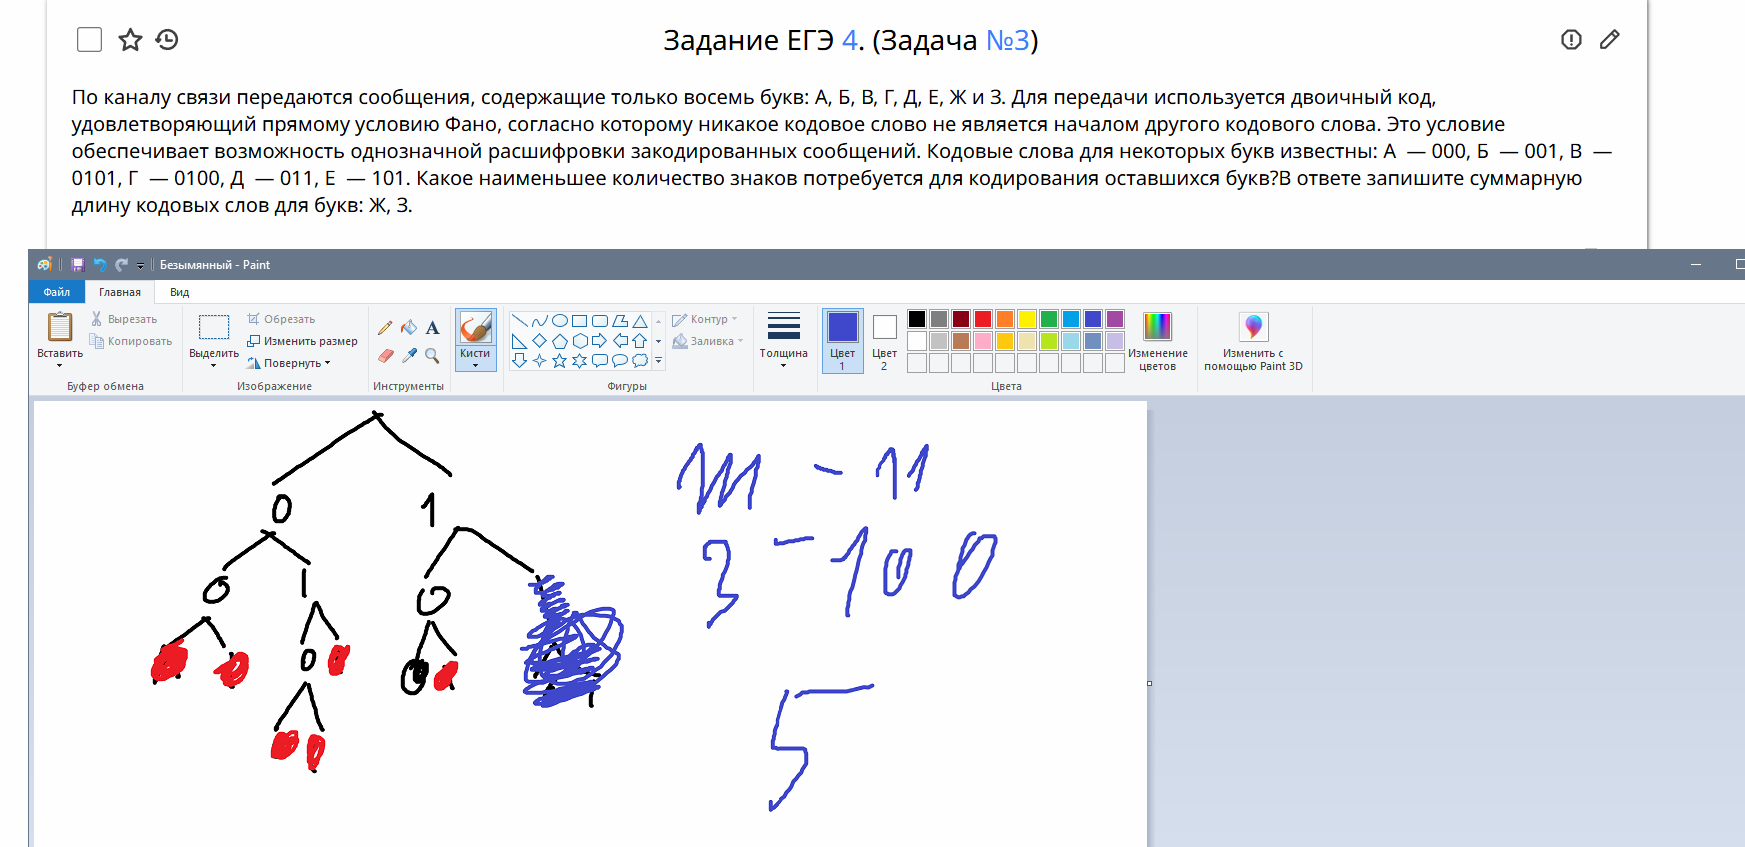 Задание ЕГЭ 4. (Задача №3)
По каналу связи передаются сообщения, содержащие только восемь букв: А, Б, В, Г, Д, Е, Ж и З. Для передачи используется двоичный код,
удовлетворяющий прямому условию Фано, согласно которому никакое кодовое слово не является началом другого кодового слова. Это условие
обеспечивает возможность однозначной расшифровки закодированных сообщений. Кодовые слова для некоторых букв известны: А — 000, Б — 001, В —
0101, Г — 0100, Д — 011, Е — 101. Какое наименьшее количество знаков потребуется для кодирования оставшихся букв?В ответе запишите суммарную
длину кодовых слов для букв: Ж, З.
Безымянный - Paint
Файл Главная Вид
Вставить
Вырезать
Копировать
Буфер обмена
Выделить
Обрезать
Изменить размер
Повернуть
Изображение
A
Инструменты
Кисти
Контур
Заливка
Фигуры
Толщина
Цвет
1
Цвет
2
Изменение
цветов
Цвета
Изменить с
помощью Paint 3D
0 1
0 1 0
0 0
Ж - 11
З - 100
5